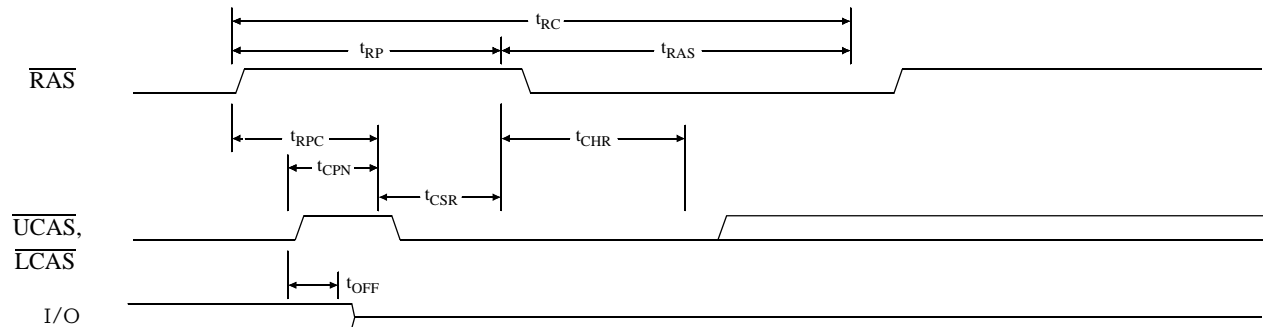 tRC
tRP
tRAS
RAS
tRPC
tCHR
tCPN
tCSR
UCAS,
LCAS
tOFF
I/O